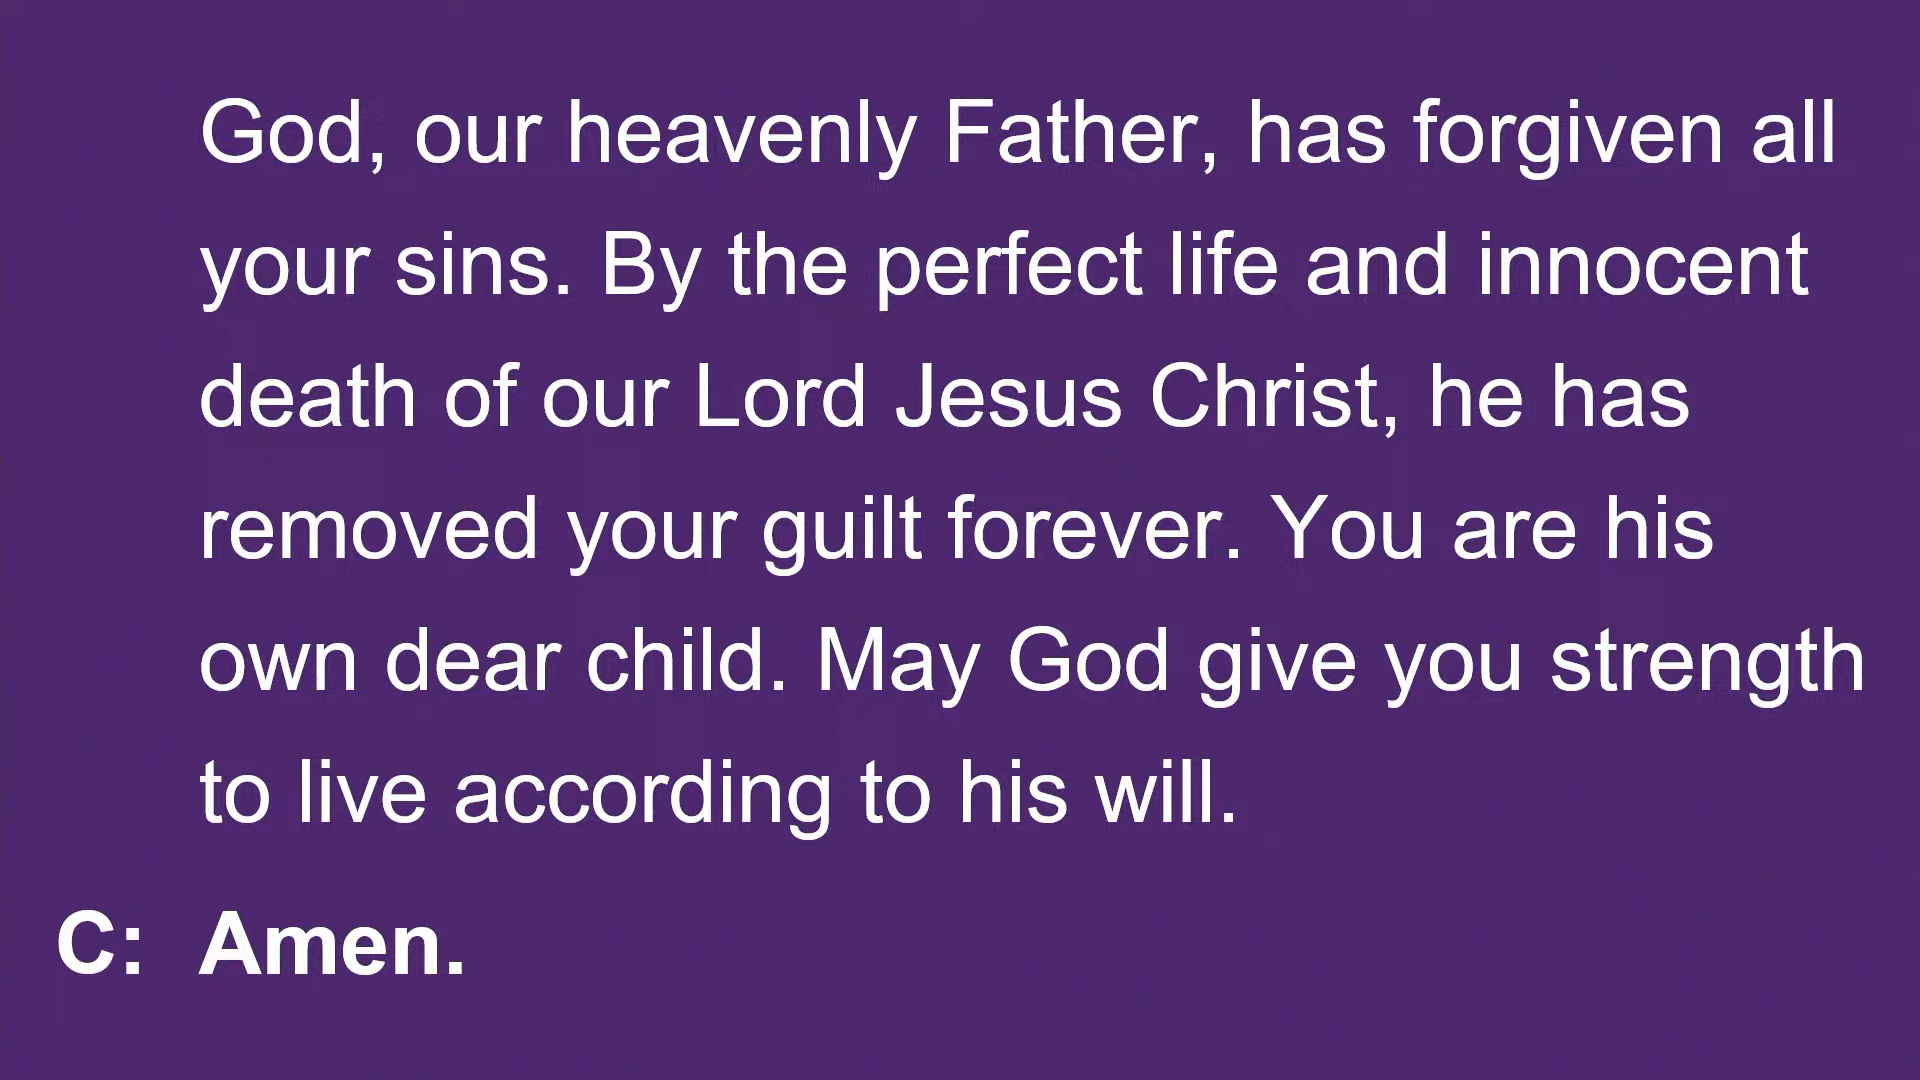 God, our heavenly Father, has forgiven all
your sins. By the perfect life and innocent
death of our Lord Jesus Christ, he has
removed your guilt forever. You are his
own dear child. May God give you strength
to live according to his will.
C: Amen.